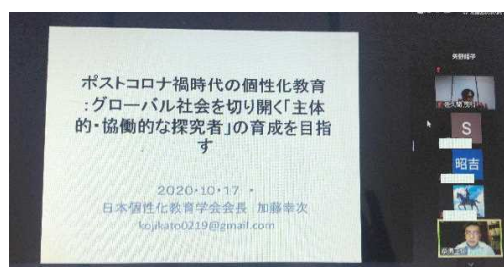 ポストコロナ禍時代の個性化教育
:グローバル社会を切り開く「主体
的・協働的な探究者」の育成を目指
す
2020・10・17 ・
日本個性化教育学会会長 加藤幸次
kojikato0219@gmail.com
S
昭吉